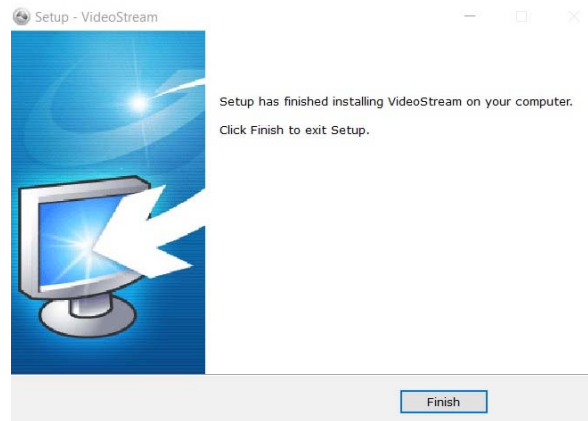 Setup - VideoStream
Setup has finished installing VideoStream on your computer.
Click Finish to exit Setup.
Finish